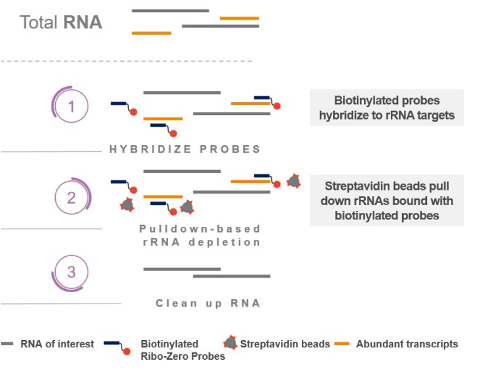 Total RNA
1
Biotinylated probes
hybridize to rRNA targets
HYBRIDIZE PROBES
2
Streptavidin beads pull
down rRNAs bound with
biotinylated probes
Pulldown-based
rRNA depletion
3
Clean up RNA
RNA of interest
Biotinylated
Ribo-Zero Probes
Streptavidin beads
Abundant transcripts